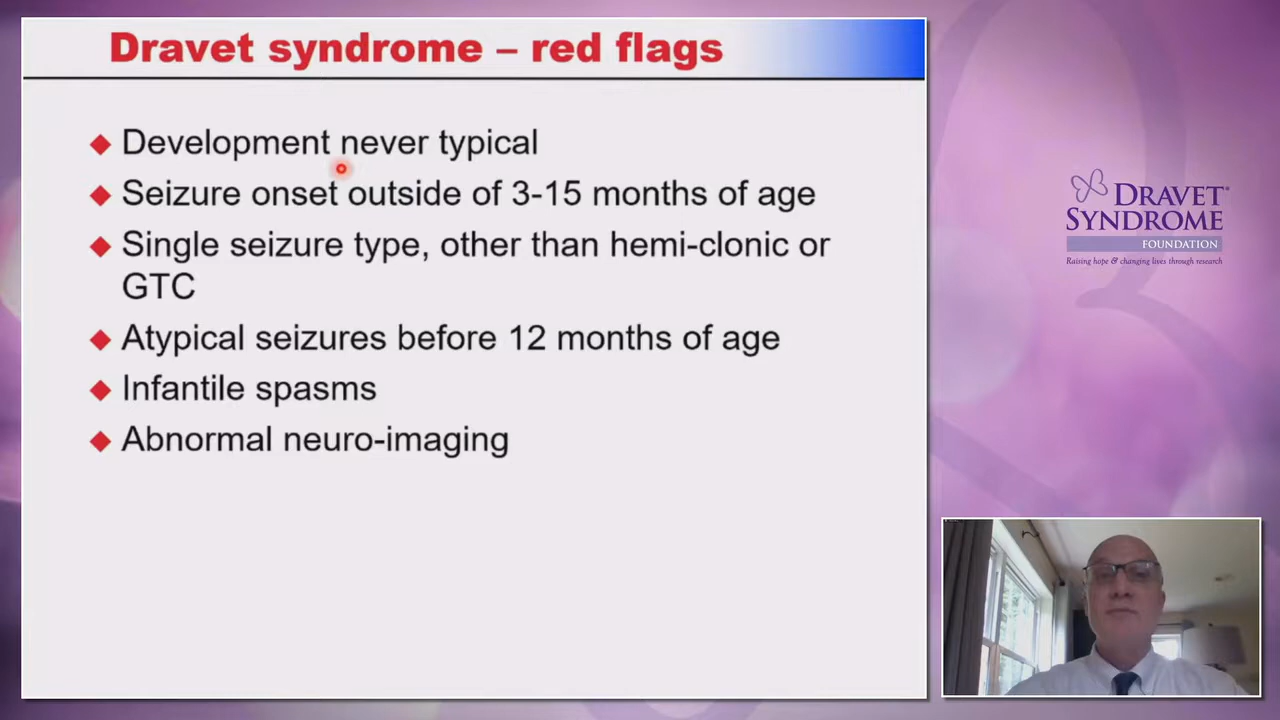 Dravet syndrome – red flags
Development never typical
Seizure onset outside of 3-15 months of age
Single seizure type, other than hemi-clonic or
GTC
Atypical seizures before 12 months of age
Infantile spasms
Abnormal neuro-imaging
DRAVET
SYNDROME
FOUNDATION
Raising hope & changing lives through research